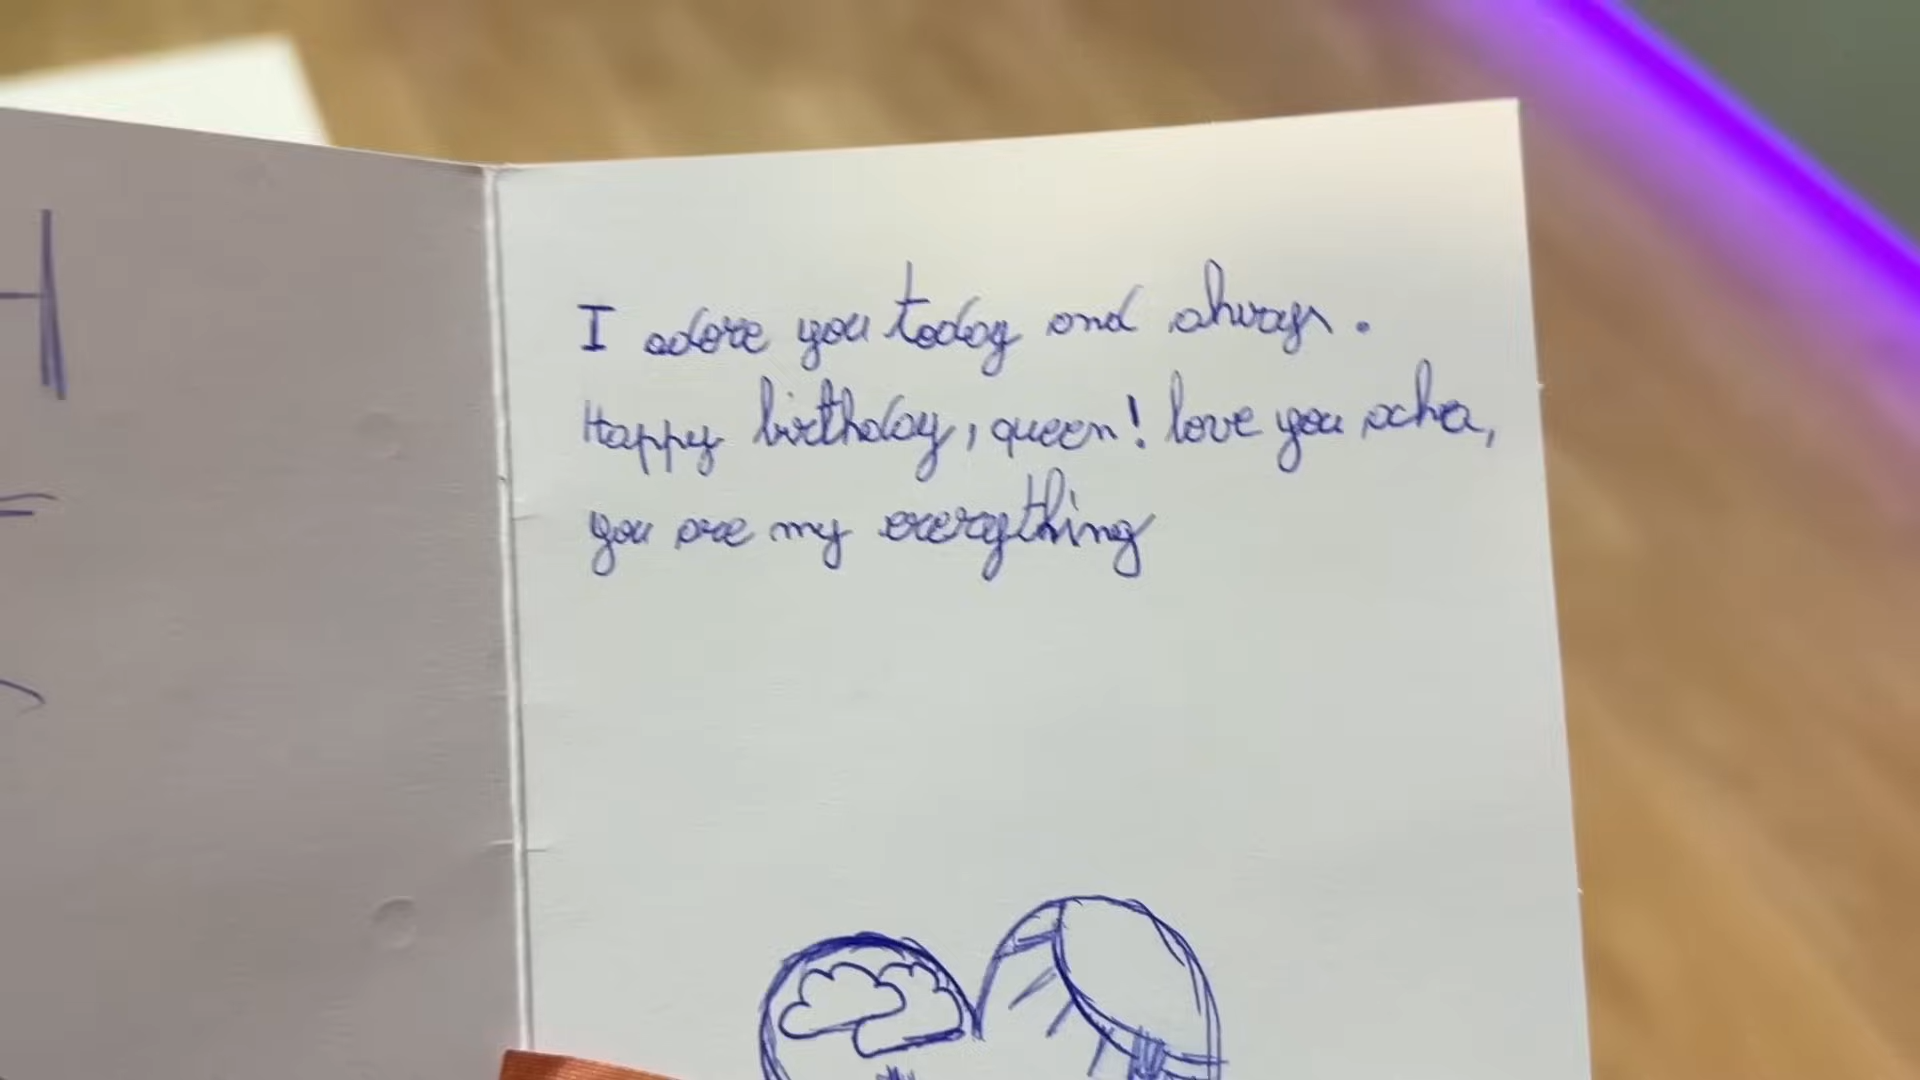 I adore you today and always.
Happy birthday, queen! love you acha,
you are my everything